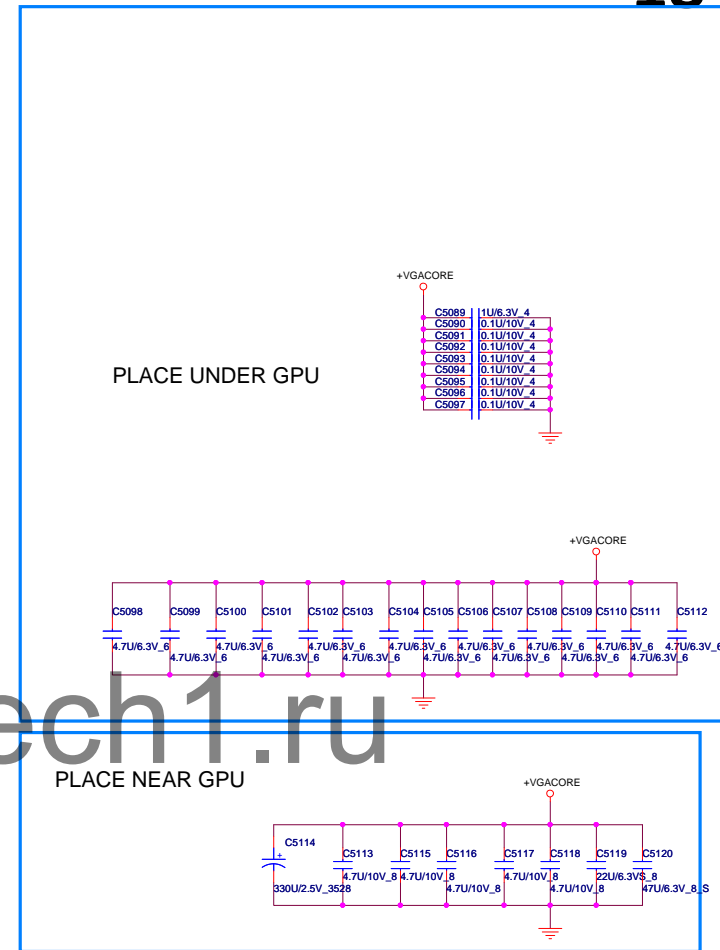 +VGACORE
C5089 1U/6.3V_4
C5090 0.1U/10V_4
C5091 0.1U/10V_4
C5092 0.1U/10V_4
C5093 0.1U/10V_4
C5094 0.1U/10V_4
C5095 0.1U/10V_4
C5096 0.1U/10V_4
C5097 0.1U/10V_4
PLACE UNDER GPU
+VGACORE
C5098 C5099 C5100 C5101 C5102 C5103 C5104 C5105 C5106 C5107 C5108 C5109 C5110 C5111 C5112
4.7U/6.3V_6 4.7U/6.3V_6 4.7U/6.3V_6 4.7U/6.3V_6 4.7U/6.3V_6 4.7U/6.3V_6 4.7U/6.3V_6 4.7U/6.3V_6
4.7U/6.3V_6 4.7U/6.3V_6 4.7U/6.3V_6 4.7U/6.3V_6 4.7U/6.3V_6 4.7U/6.3V_6 4.7U/6.3V_6
ech1.ru
PLACE NEAR GPU
+VGACORE
C5114
C5113 C5115 C5116 C5117 C5118 C5119 C5120
4.7U/10V_8 4.7U/10V_8 4.7U/10V_8 22U/6.3VS_8
330U/2.5V_3528 4.7U/10V_8 4.7U/10V_8 47U/6.3V_8_S